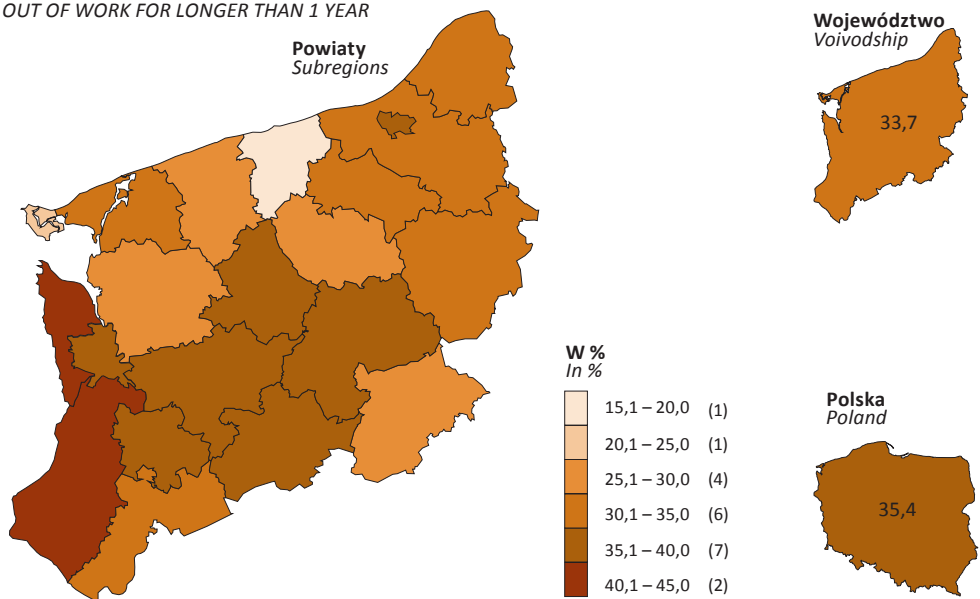 OUT OF WORK FOR LONGER THAN 1 YEAR
Powiaty
Subregions
Województwo
Voivodship
33,7
W %
In %
15,1 – 20,0 (1)
20,1 – 25,0 (1)
25,1 – 30,0 (4)
30,1 – 35,0 (6)
35,1 – 40,0 (7)
40,1 – 45,0 (2)
Polska
Poland
35,4